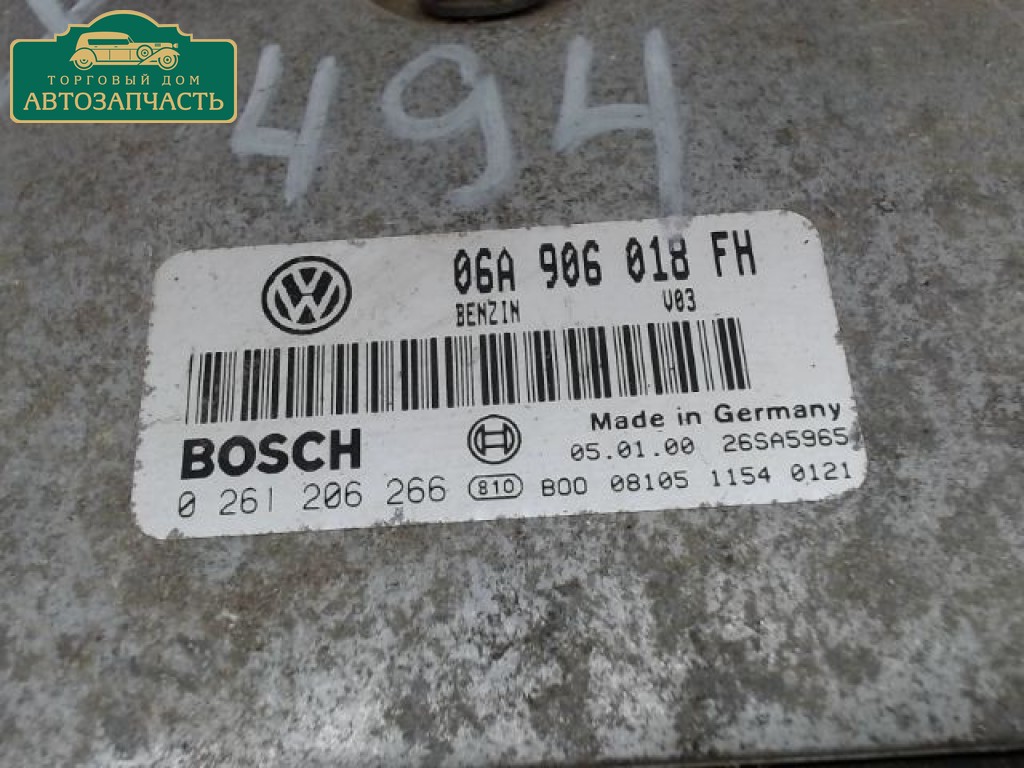 ТОРГОВЫЙ ДОМ
АВТОЗАПЧАСТЬ
494
06A 906 018 FH
BENZIN V03
Made in Germany
BOSCH
05.01.00 26SA5965
0 261 206 266 810 B00 08105 1154 0121